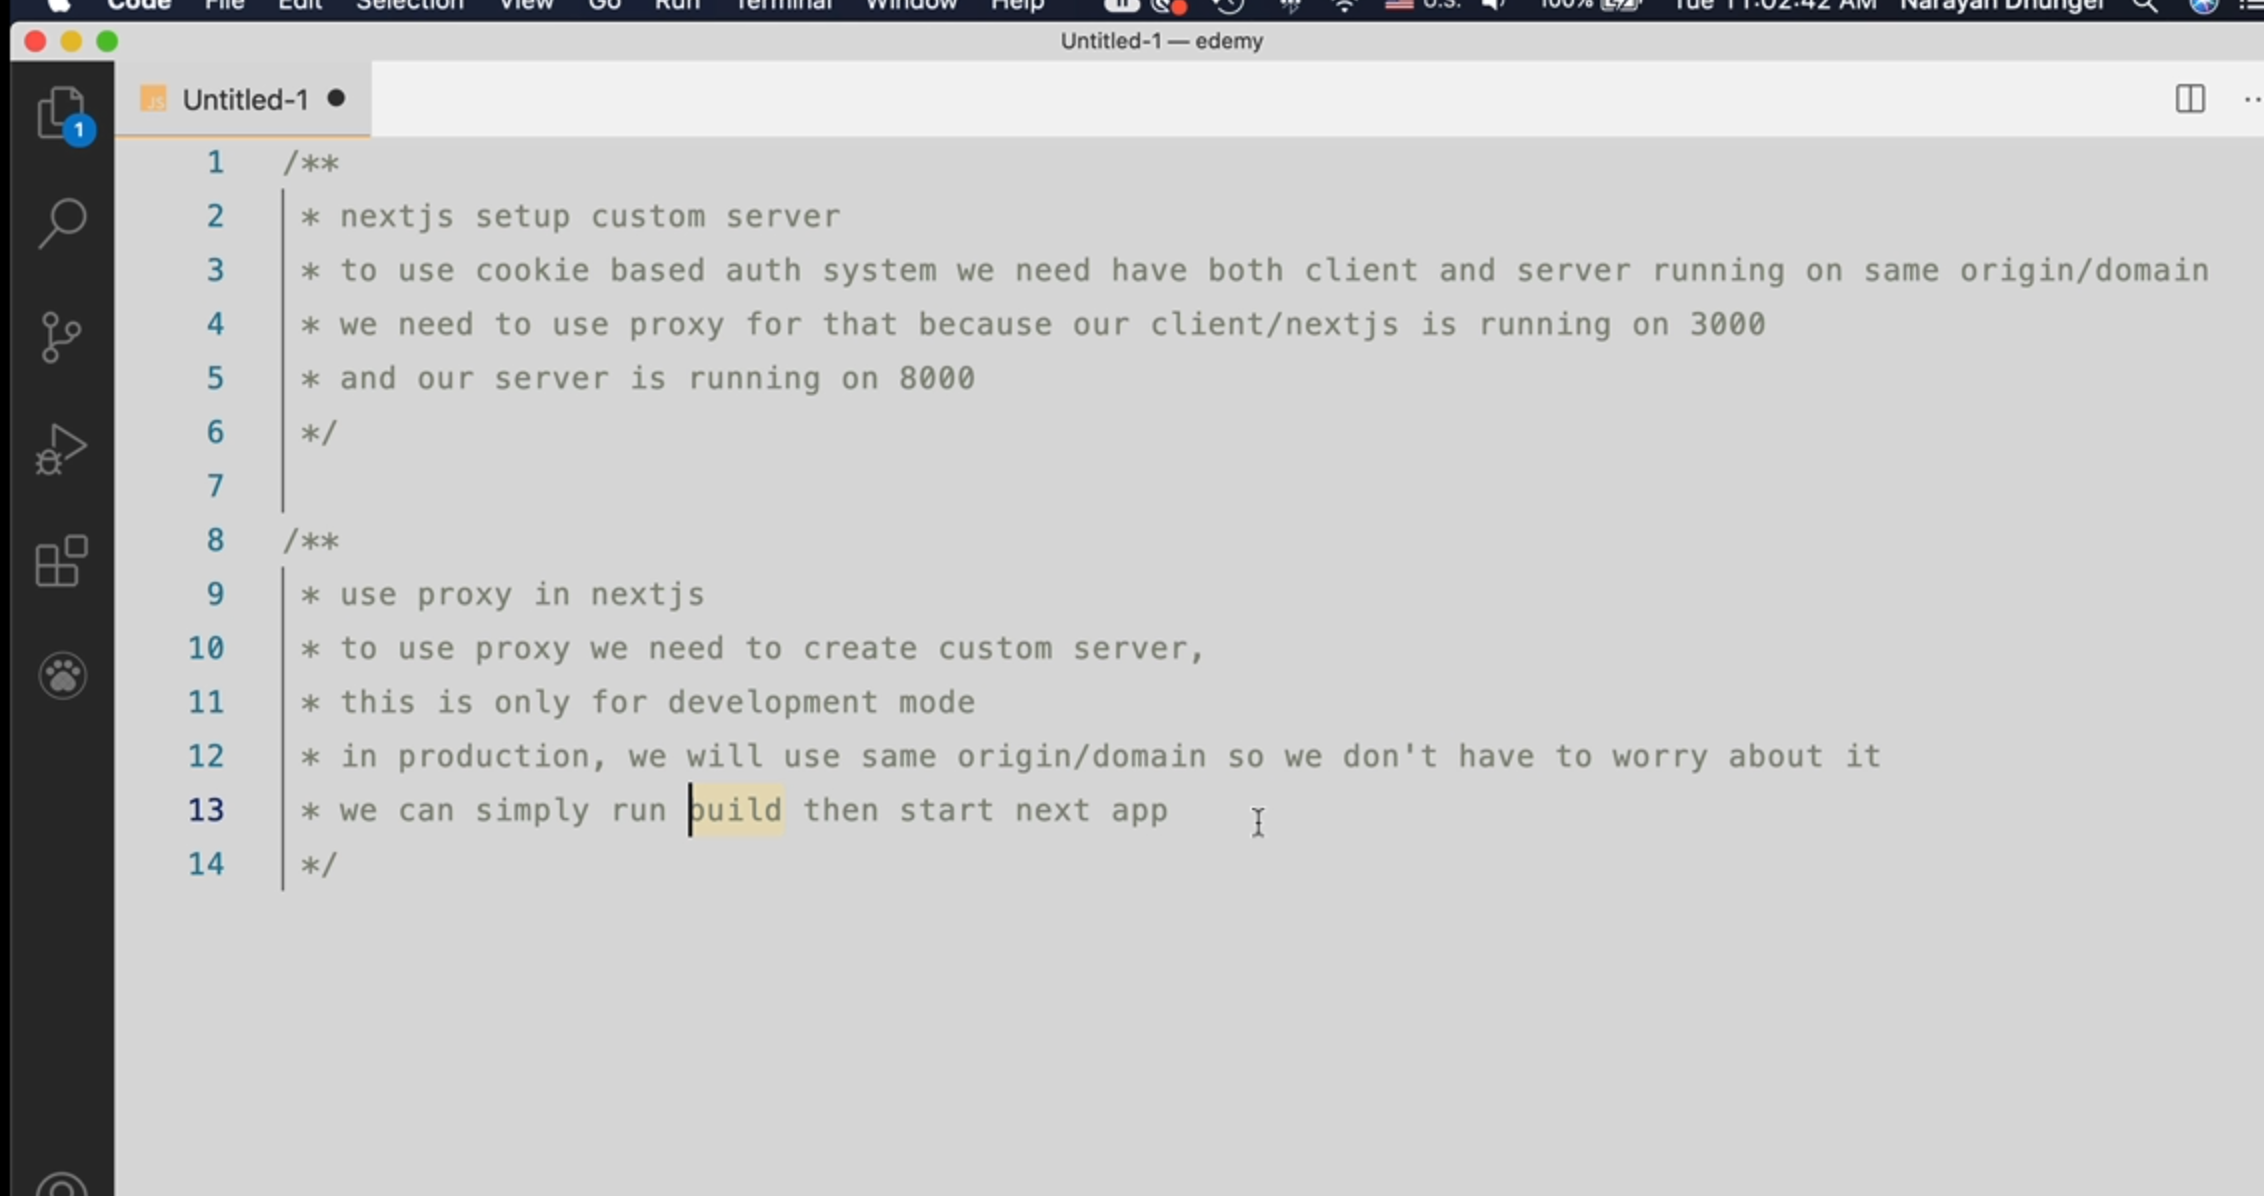 Code File Edit Selection View Go Run Terminal Window Help U.S. 100% Tue 11:02:42 AM Narayan Dhungel
Untitled-1 — edemy
JS Untitled-1
1
1 /**
2 * nextjs setup custom server
3 * to use cookie based auth system we need have both client and server running on same origin/domain
4 * we need to use proxy for that because our client/nextjs is running on 3000
5 * and our server is running on 8000
6 */
7
8 /**
9 * use proxy in nextjs
10 * to use proxy we need to create custom server,
11 * this is only for development mode
12 * in production, we will use same origin/domain so we don't have to worry about it
13 * we can simply run build then start next app
14 */